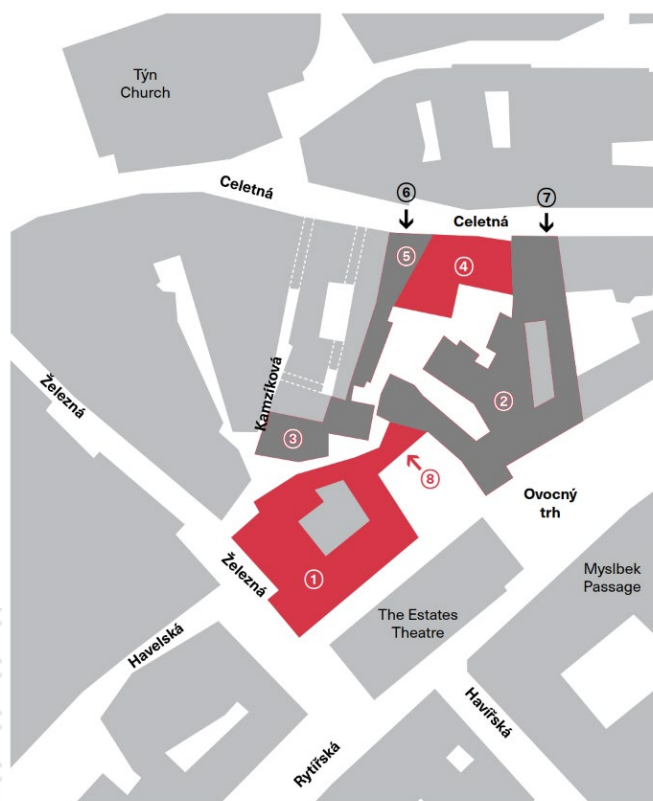 Týn
Church
Celetná
⑥
⑦
Celetná
⑤
④
Železná
Kamzíková
②
③
⑧
Ovocný
trh
Železná
①
Myslbek
Passage
The Estates
Theatre
Havelská
Havířská
Rytířská